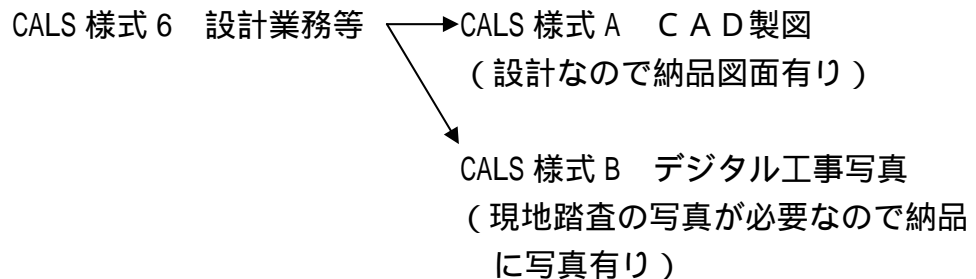 CALS 様式 6　設計業務等
CALS 様式 A　ＣＡＤ製図
（設計なので納品図面有り）
CALS 様式 B　デジタル工事写真
（現地踏査の写真が必要なので納品
に写真有り）